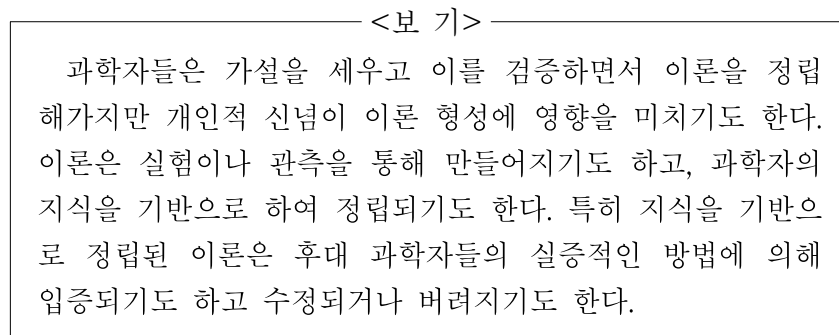 <보 기>
과학자들은 가설을 세우고 이를 검증하면서 이론을 정립
해가지만 개인적 신념이 이론 형성에 영향을 미치기도 한다.
이론은 실험이나 관측을 통해 만들어지기도 하고, 과학자의
지식을 기반으로 하여 정립되기도 한다. 특히 지식을 기반으
로 정립된 이론은 후대 과학자들의 실증적인 방법에 의해
입증되기도 하고 수정되거나 버려지기도 한다.